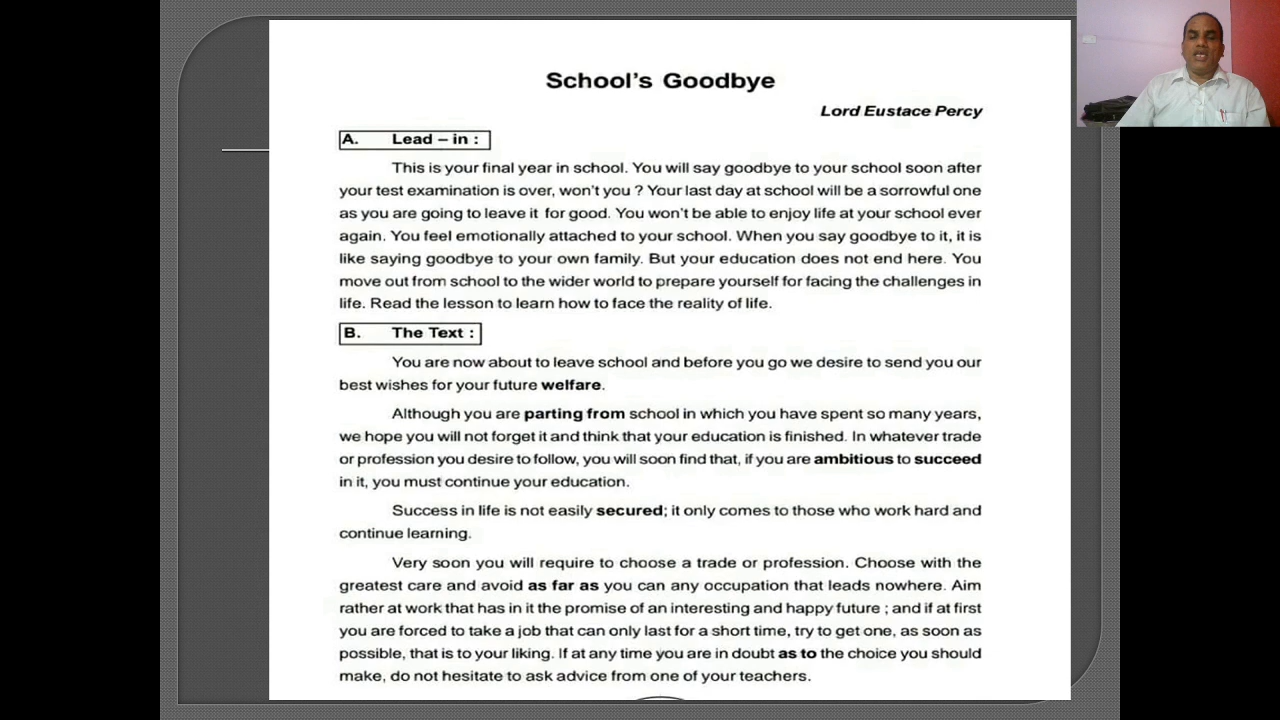 School's Goodbye
Lord Eustace Percy
A. Lead – in :
This is your final year in school. You will say goodbye to your school soon after
your test examination is over, won't you ? Your last day at school will be a sorrowful one
as you are going to leave it for good. You won't be able to enjoy life at your school ever
again. You feel emotionally attached to your school. When you say goodbye to it, it is
like saying goodbye to your own family. But your education does not end here. You
move out from school to the wider world to prepare yourself for facing the challenges in
life. Read the lesson to learn how to face the reality of life.
B. The Text :
You are now about to leave school and before you go we desire to send you our
best wishes for your future welfare.
Although you are parting from school in which you have spent so many years,
we hope you will not forget it and think that your education is finished. In whatever trade
or profession you desire to follow, you will soon find that, if you are ambitious to succeed
in it, you must continue your education.
Success in life is not easily secured; it only comes to those who work hard and
continue learning.
Very soon you will require to choose a trade or profession. Choose with the
greatest care and avoid as far as you can any occupation that leads nowhere. Aim
rather at work that has in it the promise of an interesting and happy future ; and if at first
you are forced to take a job that can only last for a short time, try to get one, as soon as
possible, that is to your liking. If at any time you are in doubt as to the choice you should
make, do not hesitate to ask advice from one of your teachers.